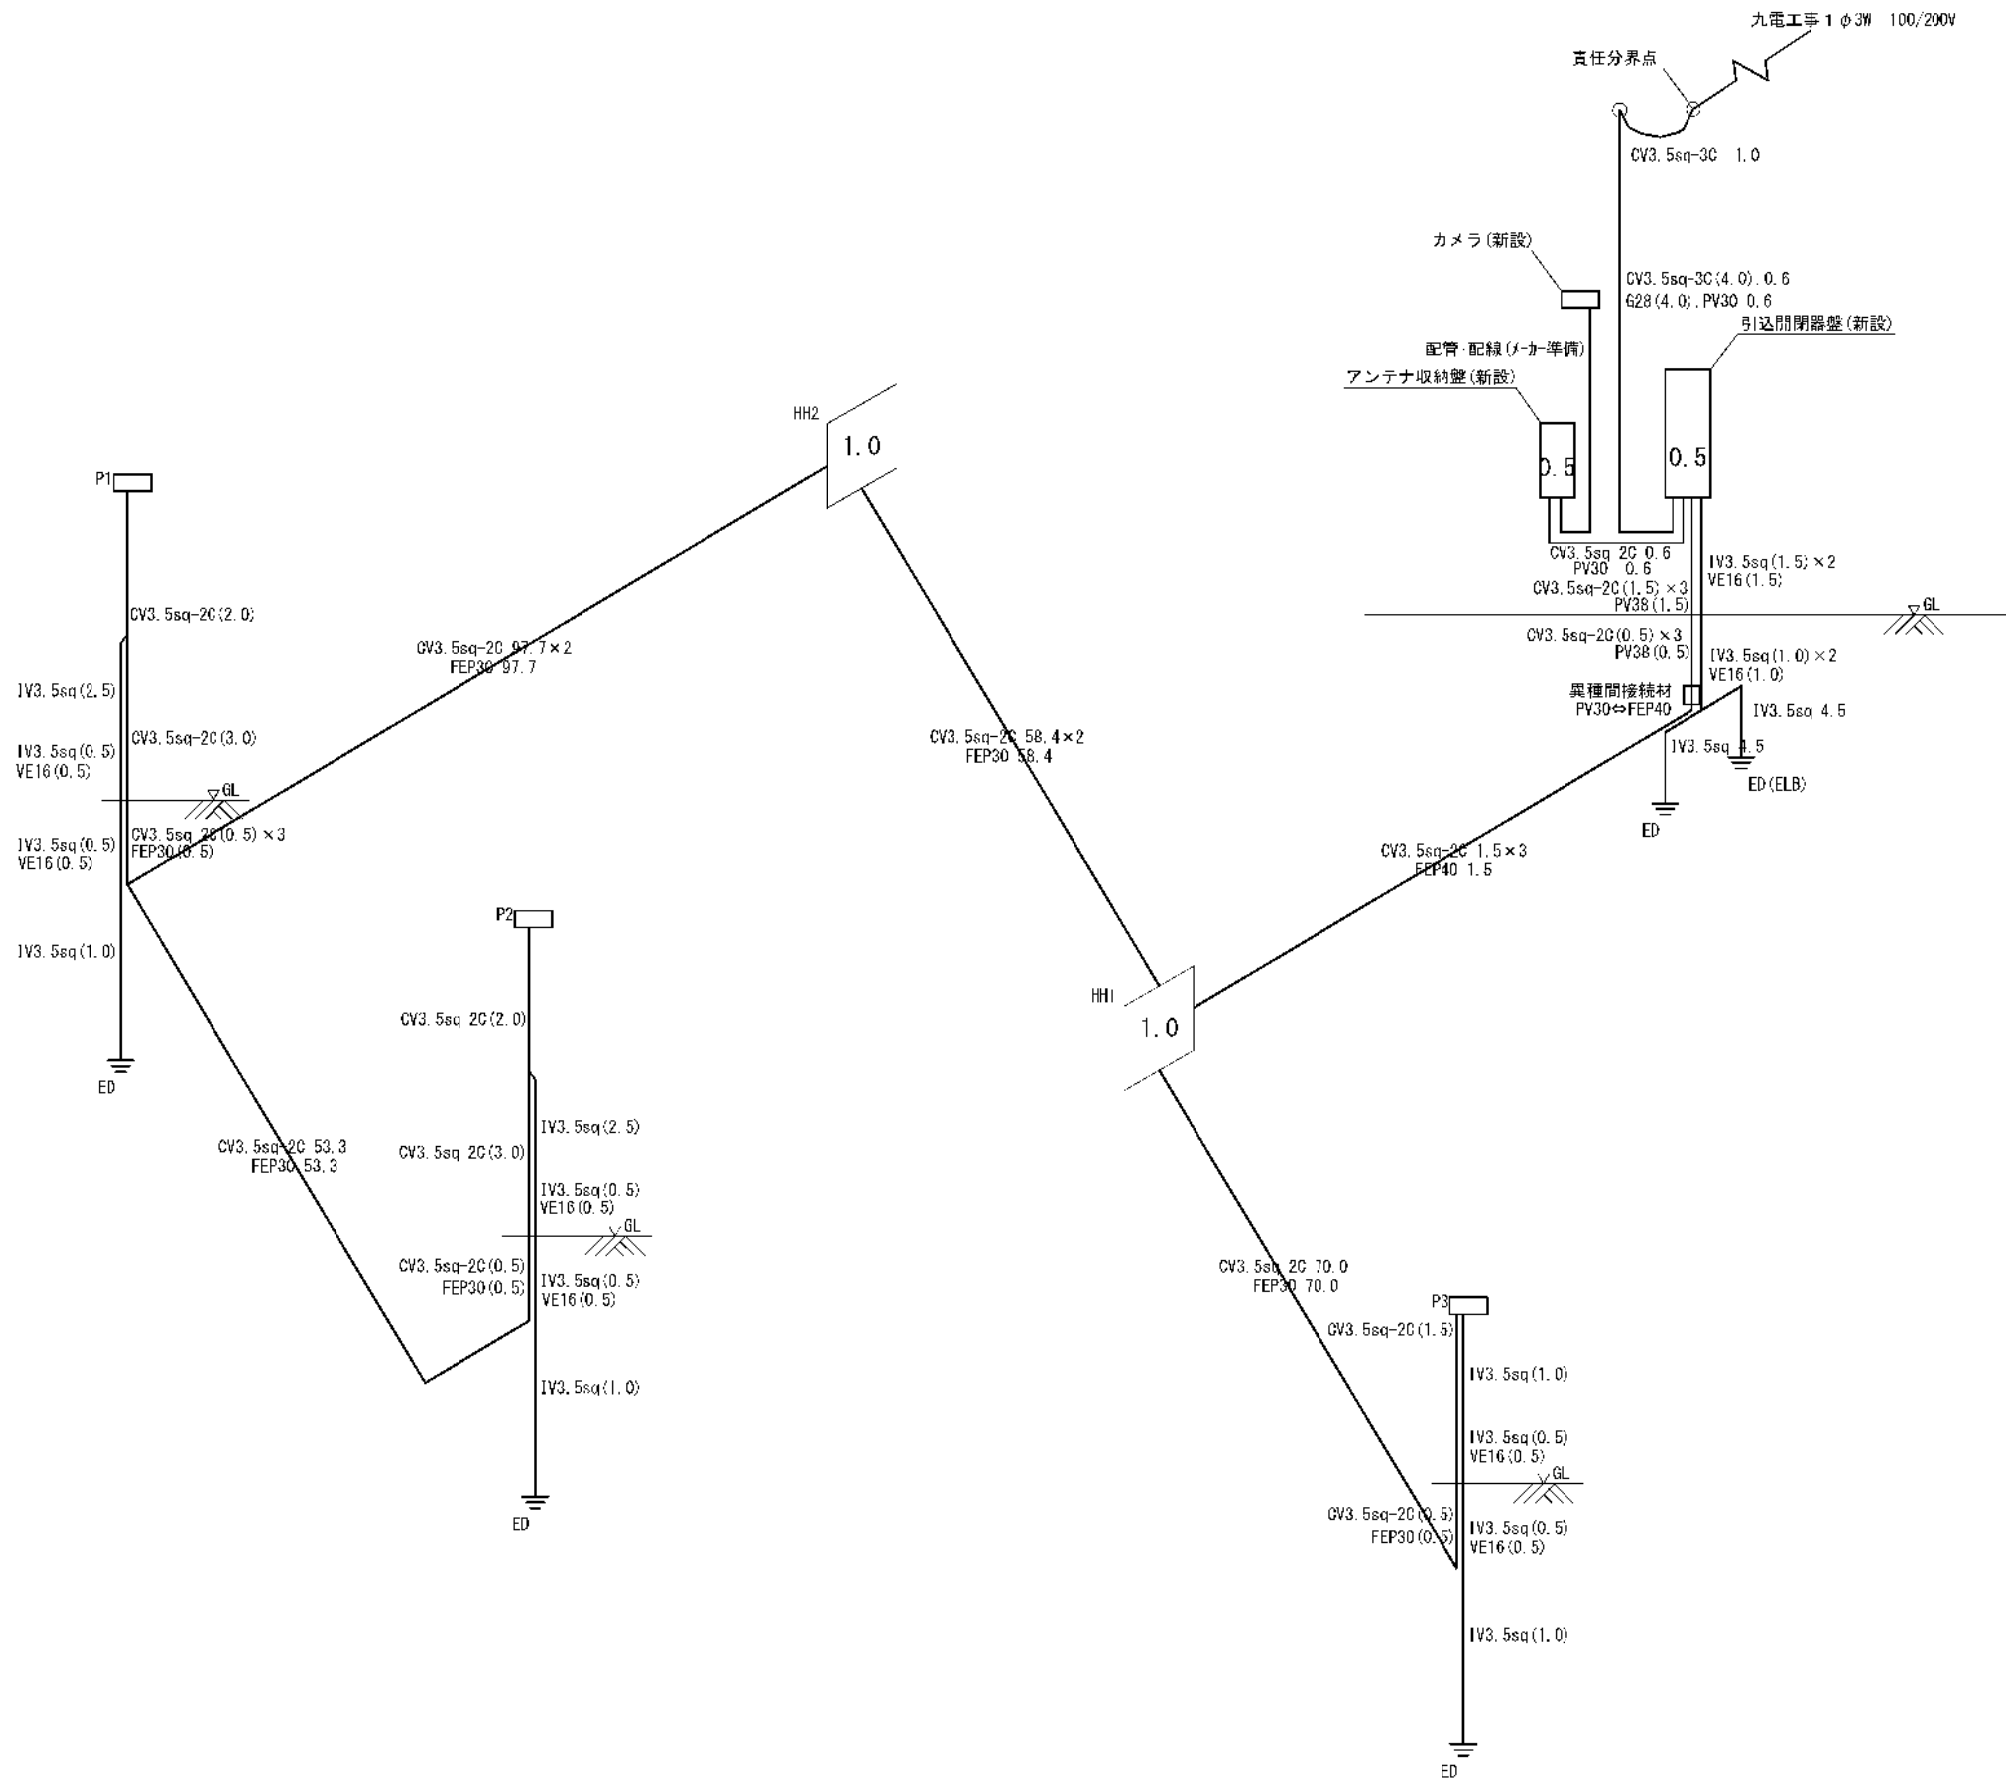 九電工事1φ3W 100/200V
責任分界点
CV3.5sq-3C 1.0
カメラ(新設)
CV3.5sq-3C(4.0).0.6
G28(4.0).PV30 0.6
引込開閉器盤(新設)
配管・配線(メーカー準備)
アンテナ収納盤(新設)
0.5
0.5
CV3.5sq 2C 0.6
PV30 0.6
IV3.5sq(1.5)×2
VE16(1.5)
CV3.5sq-2C(1.5)×3
PV38(1.5)
GL
CV3.5sq-2C(0.5)×3
PV38(0.5)
IV3.5sq(1.0)×2
VE16(1.0)
異種間接続材
PV30⇔FEP40
IV3.5sq 4.5
IV3.5sq 4.5
ED(ELB)
ED
CV3.5sq-2C 1.5×3
FEP40 1.5
HH2
1.0
P1
CV3.5sq-2C(2.0)
CV3.5sq-2C 97.7×2
FEP30 97.7
IV3.5sq(2.5)
CV3.5sq-2C(3.0)
IV3.5sq(0.5)
VE16(0.5)
GL
CV3.5sq 2C(0.5)×3
FEP30(0.5)
IV3.5sq(0.5)
VE16(0.5)
IV3.5sq(1.0)
ED
CV3.5sq-2C 58.4×2
FEP30 58.4
HH1
1.0
P2
CV3.5sq 2C(2.0)
CV3.5sq-2C 53.3
FEP30 53.3
IV3.5sq(2.5)
CV3.5sq 2C(3.0)
IV3.5sq(0.5)
VE16(0.5)
GL
CV3.5sq-2C(0.5)
FEP30(0.5)
IV3.5sq(0.5)
VE16(0.5)
IV3.5sq(1.0)
ED
CV3.5sq 2C 70.0
FEP30 70.0
P3
CV3.5sq-2C(1.5)
IV3.5sq(1.0)
IV3.5sq(0.5)
VE16(0.5)
GL
CV3.5sq-2C(0.5)
FEP30(0.5)
IV3.5sq(0.5)
VE16(0.5)
IV3.5sq(1.0)
ED